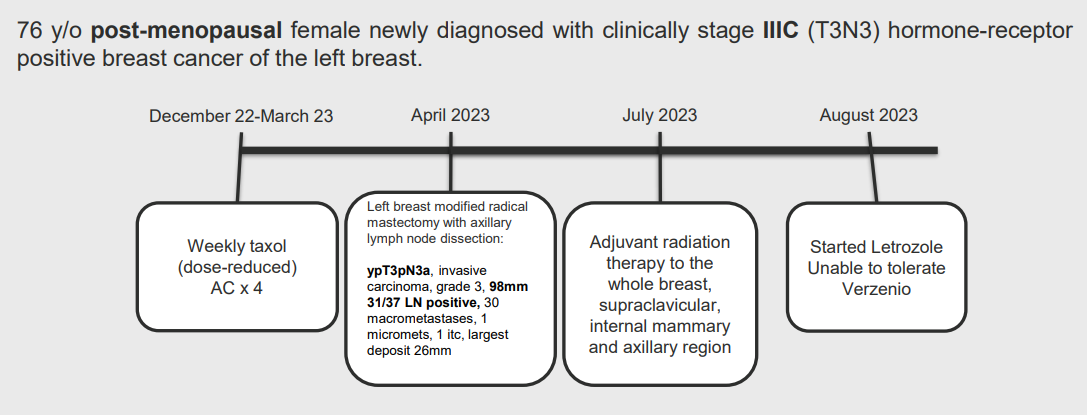 76 y/o post-menopausal female newly diagnosed with clinically stage IIIC (T3N3) hormone-receptor
positive breast cancer of the left breast.
December 22-March 23
April 2023
July 2023
August 2023
Weekly taxol
(dose-reduced)
AC x 4
Left breast modified radical
mastectomy with axillary
lymph node dissection:
ypT3pN3a, invasive
carcinoma, grade 3, 98mm
31/37 LN positive, 30
macrometastases, 1
micromets, 1 itc, largest
deposit 26mm
Adjuvant radiation
therapy to the
whole breast,
supraclavicular,
internal mammary
and axillary region
Started Letrozole
Unable to tolerate
Verzenio